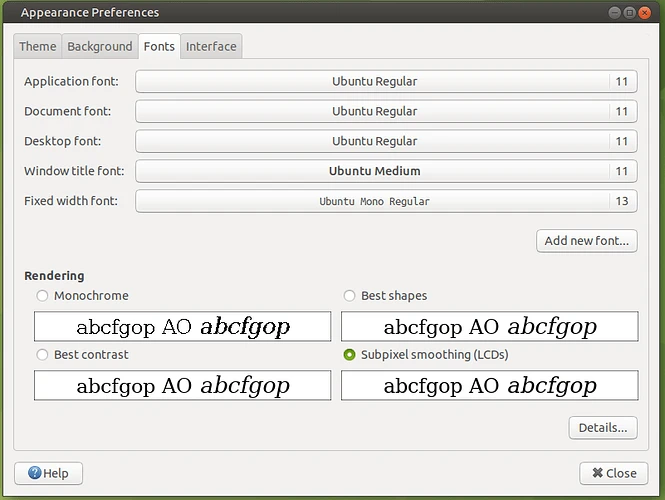 Appearance Preferences
Theme Background Fonts Interface
Application font: Ubuntu Regular 11
Document font: Ubuntu Regular 11
Desktop font: Ubuntu Regular 11
Window title font: Ubuntu Medium 11
Fixed width font: Ubuntu Mono Regular 13
Add new font...
Rendering
Monochrome Best shapes
abcfgop AO abcfgop abcfgop AO abcfgop
Best contrast Subpixel smoothing (LCDs)
abcfgop AO abcfgop abcfgop AO abcfgop
Details...
Help Close